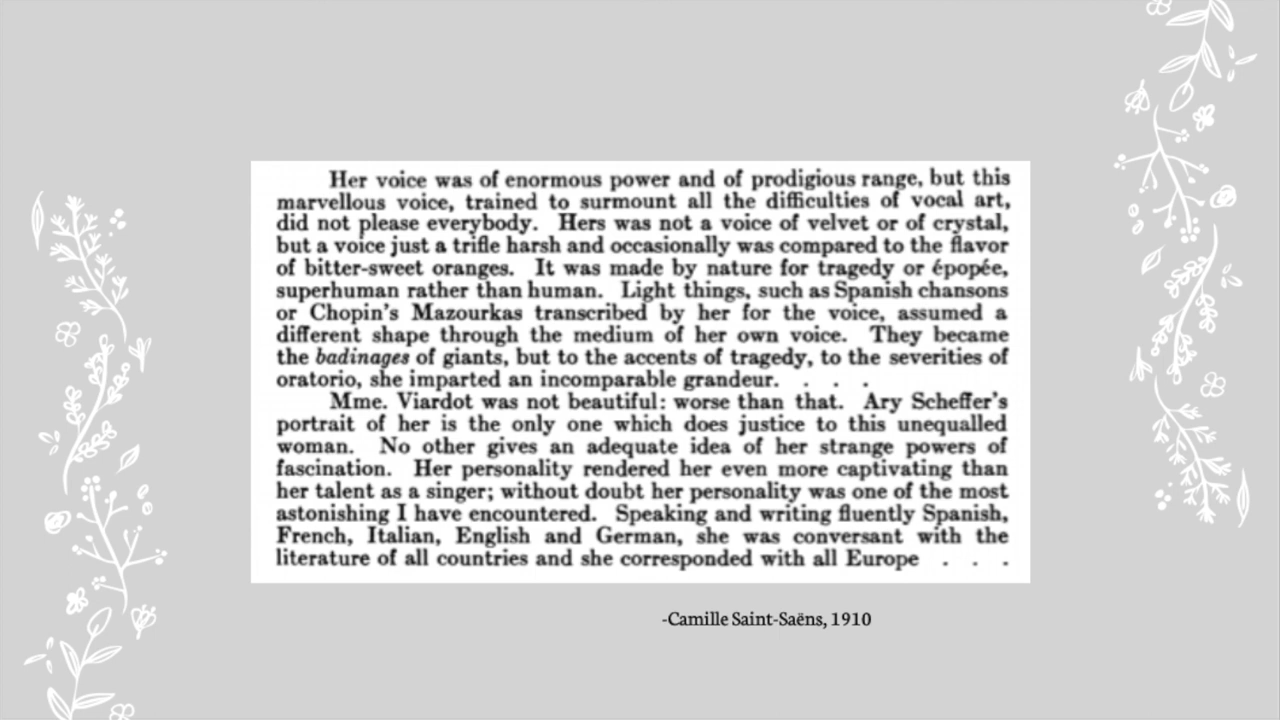 Her voice was of enormous power and of prodigious range, but this
marvellous voice, trained to surmount all the difficulties of vocal art,
did not please everybody. Hers was not a voice of velvet or of crystal,
but a voice just a trifle harsh and occasionally was compared to the flavor
of bitter-sweet oranges. It was made by nature for tragedy or épopée,
superhuman rather than human. Light things, such as Spanish chansons
or Chopin's Mazourkas transcribed by her for the voice, assumed a
different shape through the medium of her own voice. They became
the badinages of giants, but to the accents of tragedy, to the severities of
oratorio, she imparted an incomparable grandeur. . . .
Mme. Viardot was not beautiful: worse than that. Ary Scheffer's
portrait of her is the only one which does justice to this unequalled
woman. No other gives an adequate idea of her strange powers of
fascination. Her personality rendered her even more captivating than
her talent as a singer; without doubt her personality was one of the most
astonishing I have encountered. Speaking and writing fluently Spanish,
French, Italian, English and German, she was conversant with the
literature of all countries and she corresponded with all Europe . . .
-Camille Saint-Saëns, 1910